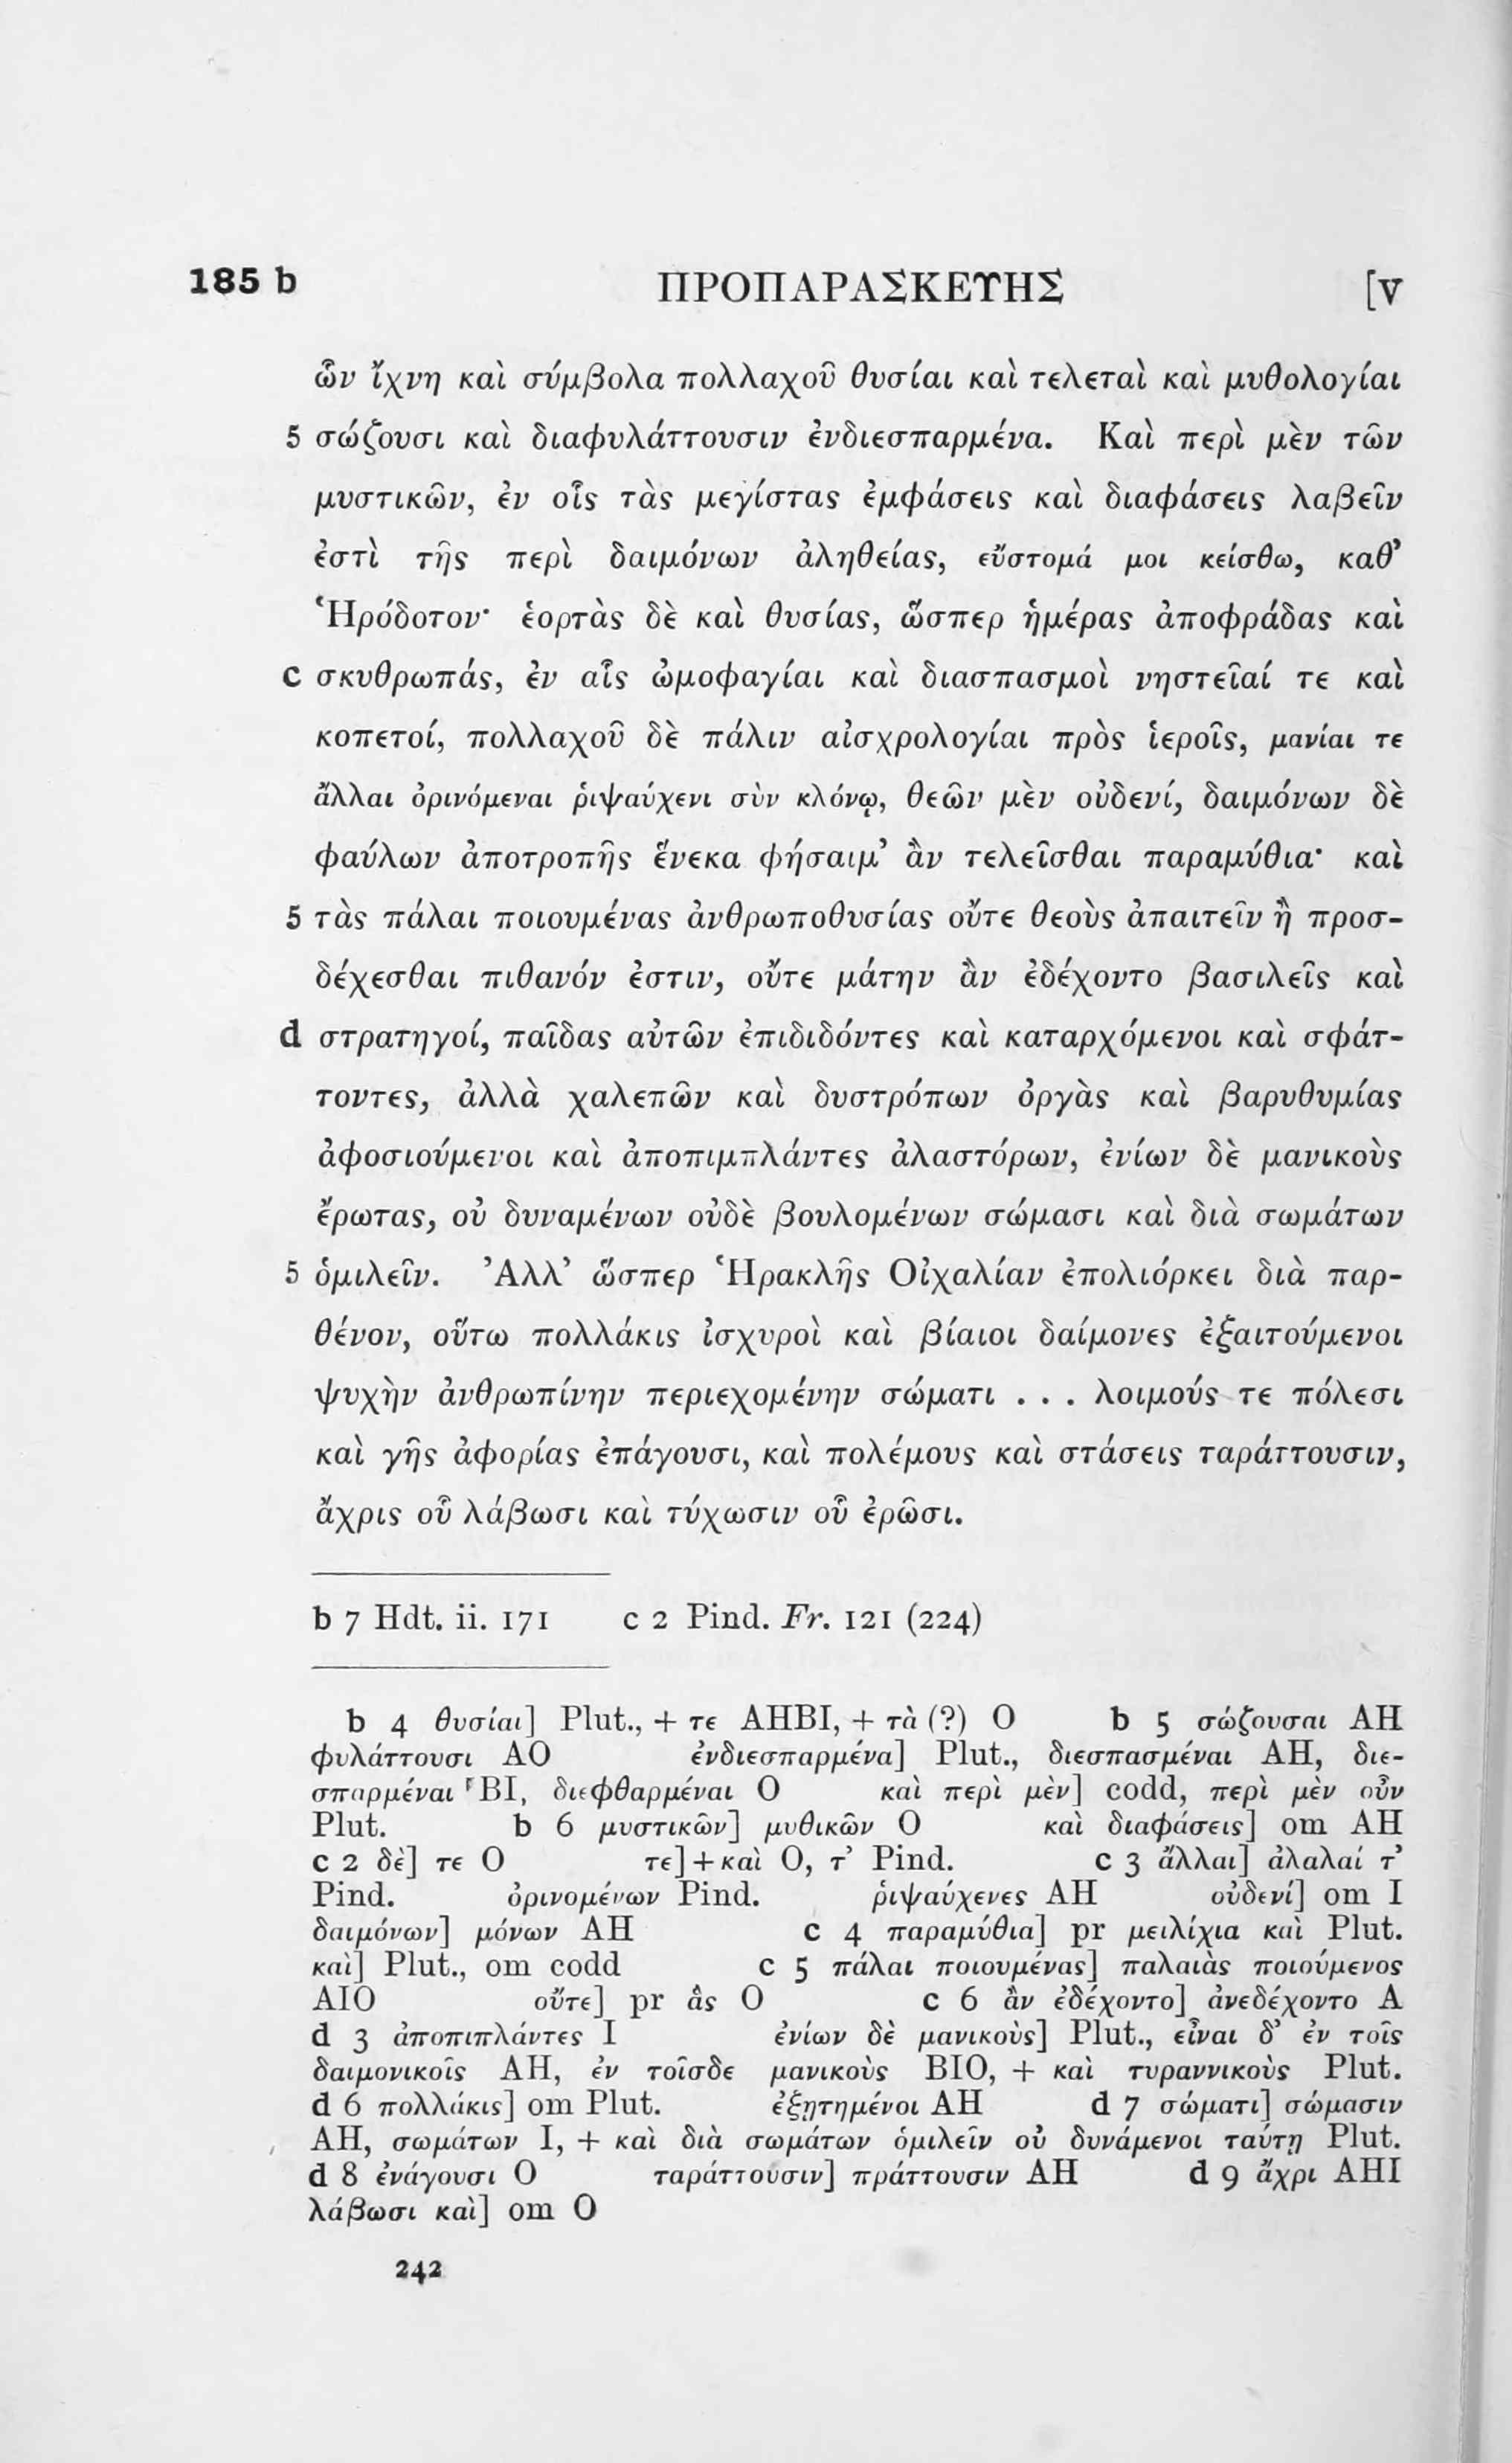 185 b ΠΡΟΠΑΡΑΣΚΕΥΗΣ [v
ὧν ἴχνη καὶ σύμβολα πολλαχοῦ θυσίαι καὶ τελεταὶ καὶ μυθολογίαι
5 σώζουσι καὶ διαφυλάττουσιν ἐνδιεσπαρμένα. Καὶ περὶ μὲν τῶν
μυστικῶν, ἐν οἷς τὰς μεγίστας ἐμφάσεις καὶ διαφάσεις λαβεῖν
ἐστὶ τῆς περὶ δαιμόνων ἀληθείας, εὔστομά μοι κείσθω, καθ’
Ἡρόδοτον· ἑορτὰς δὲ καὶ θυσίας, ὥσπερ ἡμέρας ἀποφράδας καὶ
c σκυθρωπάς, ἐν αἷς ὠμοφαγίαι καὶ διασπασμοὶ νηστεῖαί τε καὶ
κοπετοί, πολλαχοῦ δὲ πάλιν αἰσχρολογίαι πρὸς ἱεροῖς, μανίαι τε
ἄλλαι ὀρινόμεναι ῥιψαύχενι σὺν κλόνῳ, θεῶν μὲν οὐδενί, δαιμόνων δὲ
φαύλων ἀποτροπῆς ἕνεκα φήσαιμ’ ἂν τελεῖσθαι παραμύθια· καὶ
5 τὰς πάλαι ποιουμένας ἀνθρωποθυσίας οὔτε θεοὺς ἀπαιτεῖν ἢ προσ-
δέχεσθαι πιθανόν ἐστιν, οὔτε μάτην ἂν ἐδέχοντο βασιλεῖς καὶ
d στρατηγοί, παῖδας αὐτῶν ἐπιδιδόντες καὶ καταρχόμενοι καὶ σφάτ-
τοντες, ἀλλὰ χαλεπῶν καὶ δυστρόπων ὀργὰς καὶ βαρυθυμίας
ἀφοσιούμενοι καὶ ἀποπιμπλάντες ἀλαστόρων, ἐνίων δὲ μανικοὺς
ἔρωτας, οὐ δυναμένων οὐδὲ βουλομένων σώμασι καὶ διὰ σωμάτων
5 ὁμιλεῖν. Ἀλλ’ ὥσπερ Ἡρακλῆς Οἰχαλίαν ἐπολιόρκει διὰ παρ-
θένον, οὕτω πολλάκις ἰσχυροὶ καὶ βίαιοι δαίμονες ἐξαιτούμενοι
ψυχὴν ἀνθρωπίνην περιεχομένην σώματι . . . λοιμούς τε πόλεσι
καὶ γῆς ἀφορίας ἐπάγουσι, καὶ πολέμους καὶ στάσεις ταράττουσιν,
ἄχρις οὗ λάβωσι καὶ τύχωσιν οὗ ἐρῶσι.
b 7 Hdt. ii. 171 c 2 Pind. Fr. 121 (224)
b 4 θυσίαι] Plut., + τε AHBI, + τὰ (?) O b 5 σώζουσαι AH
φυλάττουσι AO ἐνδιεσπαρμένα] Plut., διεσπασμέναι AH, διε-
σπαρμέναι BI, διεφθαρμέναι O καὶ περὶ μὲν] codd, περὶ μὲν οὖν
Plut. b 6 μυστικῶν] μυθικῶν O καὶ διαφάσεις] om AH
c 2 δὲ] τε O τε] + καὶ O, τ’ Pind. c 3 ἄλλαι] ἀλαλαί τ’
Pind. ὀρινομένων Pind. ῥιψαύχενες AH οὐδενί] om I
δαιμόνων] μόνων AH c 4 παραμύθια] pr μειλίχια καὶ Plut.
καὶ] Plut., om codd c 5 πάλαι ποιουμένας] παλαιὰς ποιούμενος
AIO οὔτε] pr ἃς O c 6 ἂν ἐδέχοντο] ἀνεδέχοντο A
d 3 ἀποπιπλάντες I ἐνίων δὲ μανικοὺς] Plut., εἶναι δ’ ἐν τοῖς
δαιμονικοῖς AH, ἐν τοῖσδε μανικοὺς BIO, + καὶ τυραννικοὺς Plut.
d 6 πολλάκις] om Plut. ἐξῃτημένοι AH d 7 σώματι] σώμασιν
AH, σωμάτων I, + καὶ διὰ σωμάτων ὁμιλεῖν οὐ δυνάμενοι ταύτῃ Plut.
d 8 ἐνάγουσι O ταράττουσιν] πράττουσιν AH d 9 ἄχρι AHI
λάβωσι καὶ] om O
242